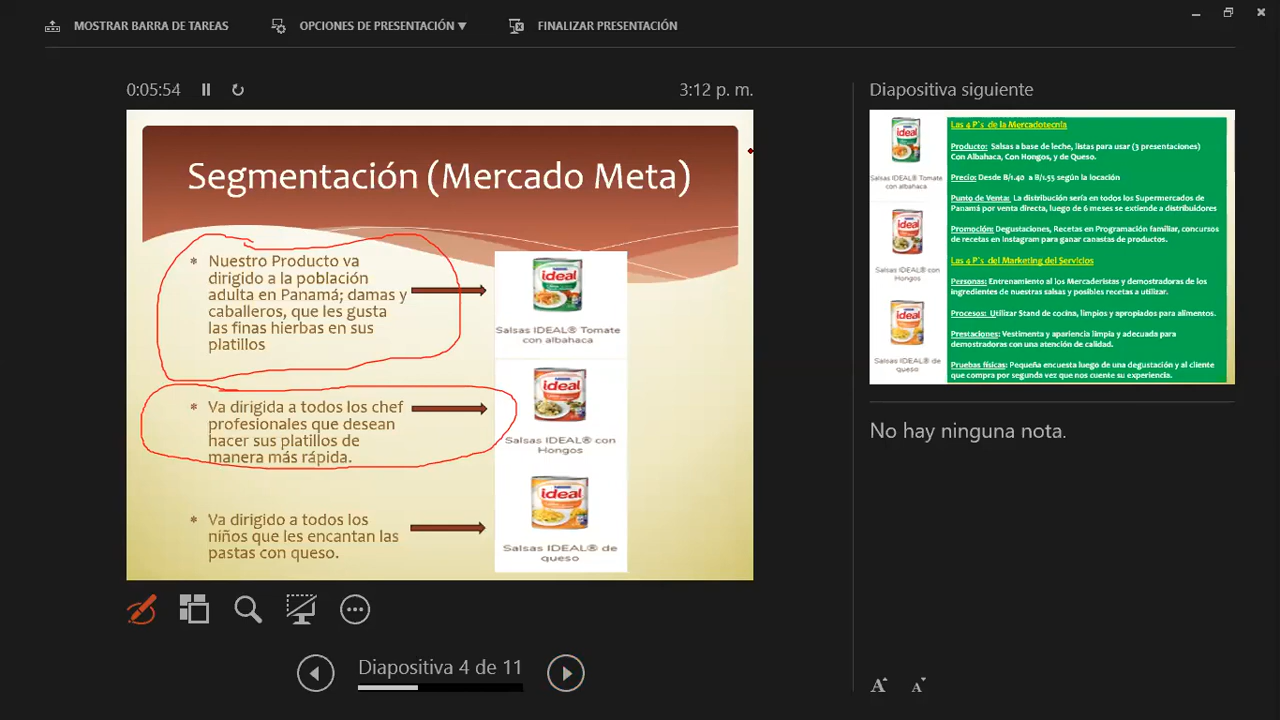 MOSTRAR BARRA DE TAREAS
OPCIONES DE PRESENTACIÓN ▼
FINALIZAR PRESENTACIÓN
0:05:54
3:12 p. m.
Segmentación (Mercado Meta)
* Nuestro Producto va
dirigido a la población
adulta en Panamá; damas y
caballeros, que les gusta
las finas hierbas en sus
platillos
* Va dirigida a todos los chef
profesionales que desean
hacer sus platillos de
manera más rápida.
* Va dirigido a todos los
niños que les encantan las
pastas con queso.
ideal
Salsas IDEAL® Tomate
con albahaca
ideal
Salsas IDEAL® con
Hongos
ideal
Salsas IDEAL® de
queso
Diapositiva 4 de 11
Diapositiva siguiente
ideal
Salsas IDEAL® Tomate
con albahaca
ideal
Salsas IDEAL® con
Hongos
ideal
Salsas IDEAL® de
queso
Las 4 P`s de la Mercadotecnia
Producto: Salsas a base de leche, listas para usar (3 presentaciones)
Con Albahaca, Con Hongos, y de Queso.
Precio: Desde B/1.40 a B/1.55 según la locación
Punto de Venta: La distribución sería en todos los Supermercados de
Panamá por venta directa, luego de 6 meses se extiende a distribuidores
Promoción: Degustaciones, Recetas en Programación familiar, concursos
de recetas en Instagram para ganar canastas de productos.
Las 4 P`s del Marketing del Servicios
Personas: Entrenamiento al los Mercaderistas y demostradoras de los
ingredientes de nuestras salsas y posibles recetas a utilizar.
Procesos: Utilizar Stand de cocina, limpios y apropiados para alimentos.
Prestaciones: Vestimenta y apariencia limpia y adecuada para
demostradoras con una atención de calidad.
Pruebas físicas: Pequeña encuesta luego de una degustación y al cliente
que compra por segunda vez que nos cuente su experiencia.
No hay ninguna nota.
A A